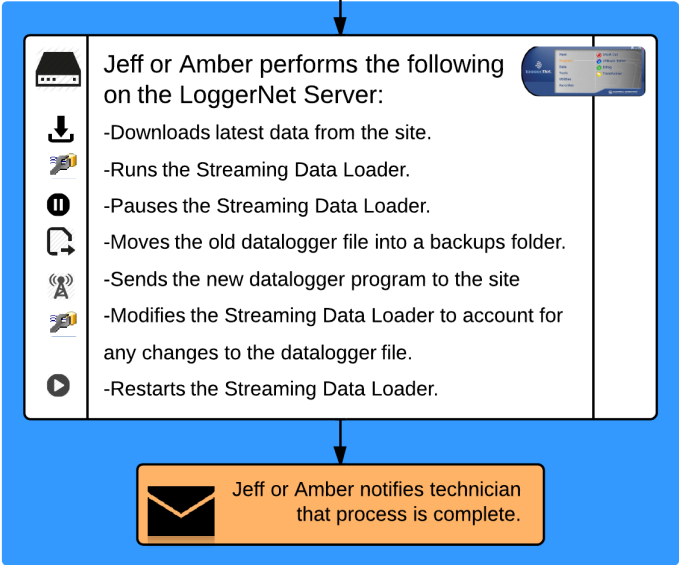 Jeff or Amber performs the following
on the LoggerNet Server:
-Downloads latest data from the site.
-Runs the Streaming Data Loader.
-Pauses the Streaming Data Loader.
-Moves the old datalogger file into a backups folder.
-Sends the new datalogger program to the site
-Modifies the Streaming Data Loader to account for
any changes to the datalogger file.
-Restarts the Streaming Data Loader.
Jeff or Amber notifies technician
that process is complete.